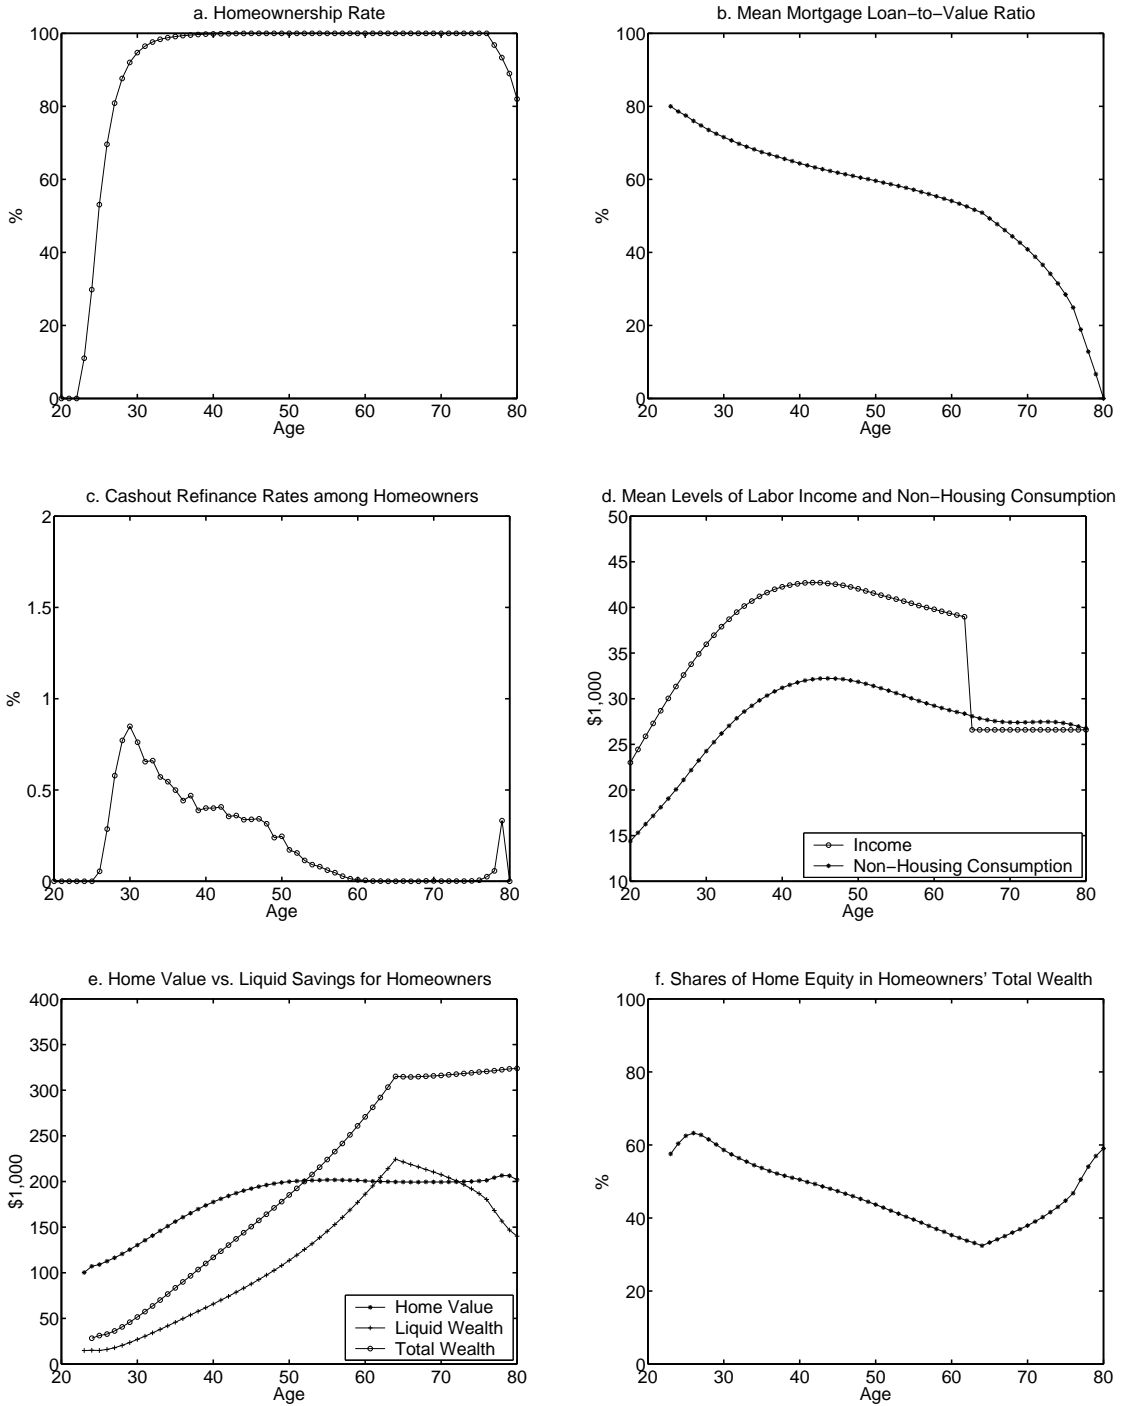 a. Homeownership Rate
100
80
60
40
20
0
%
20 30 40 50 60 70 80
Age
b. Mean Mortgage Loan−to−Value Ratio
100
80
60
40
20
0
%
20 30 40 50 60 70 80
Age
c. Cashout Refinance Rates among Homeowners
2
1.5
1
0.5
0
%
20 30 40 50 60 70 80
Age
d. Mean Levels of Labor Income and Non−Housing Consumption
50
45
40
35
30
25
20
15
10
$1,000
Income
Non−Housing Consumption
20 30 40 50 60 70 80
Age
e. Home Value vs. Liquid Savings for Homeowners
400
350
300
250
200
150
100
50
0
$1,000
Home Value
Liquid Wealth
Total Wealth
20 30 40 50 60 70 80
Age
f. Shares of Home Equity in Homeowners' Total Wealth
100
80
60
40
20
0
%
20 30 40 50 60 70 80
Age